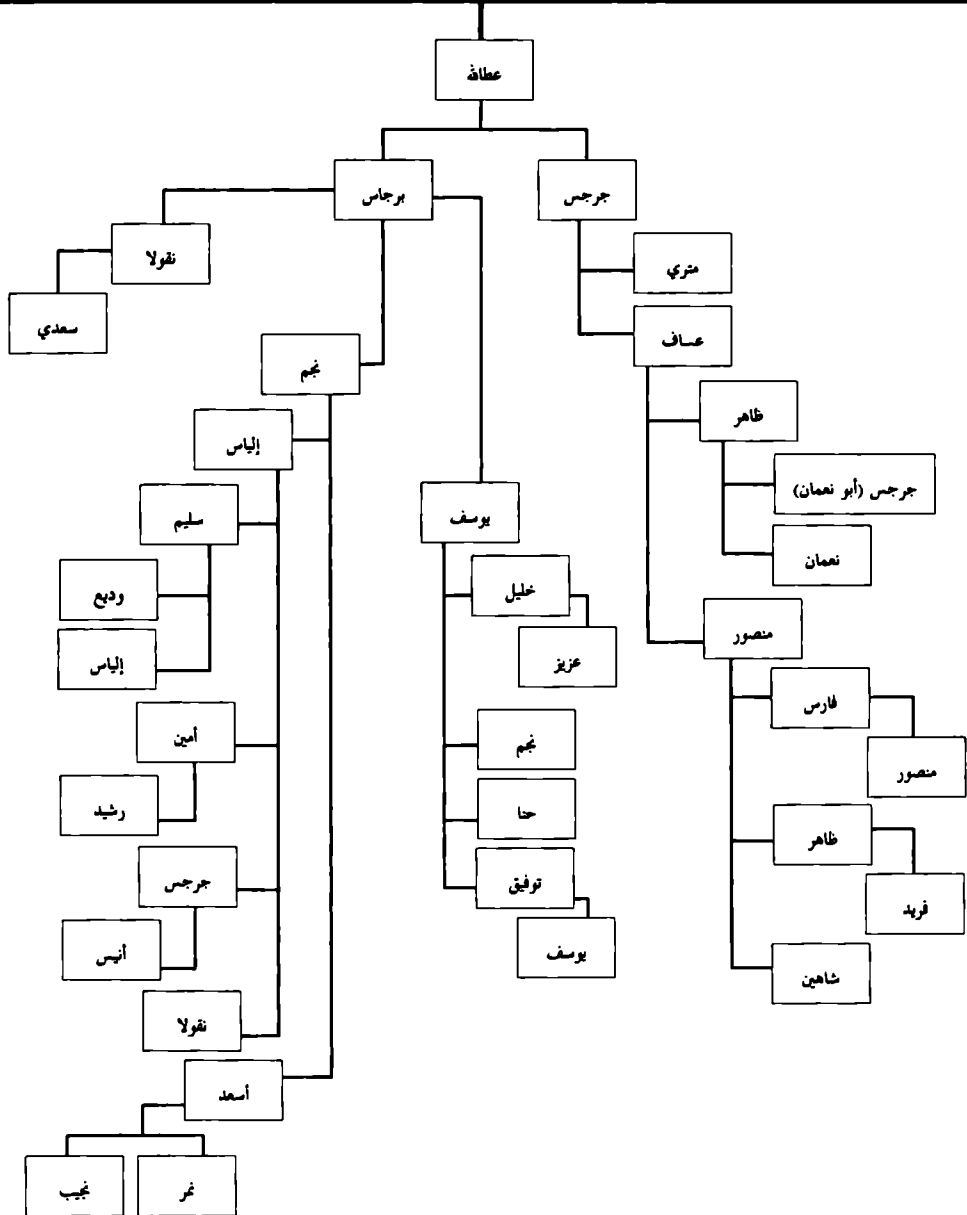 عطالله
جرجس
برجاس
متري
نقولا
سعدي
عساف
نجم
ظاهر
إلياس
جرجس (أبو نعمان)
سليم
يوسف
نعمان
وديع
خليل
إلياس
عزيز
منصور
فارس
أمين
نجم
منصور
رشيد
حنا
ظاهر
جرجس
توفيق
فريد
أنيس
يوسف
شاهين
نقولا
أسعد
نمر
نجيب